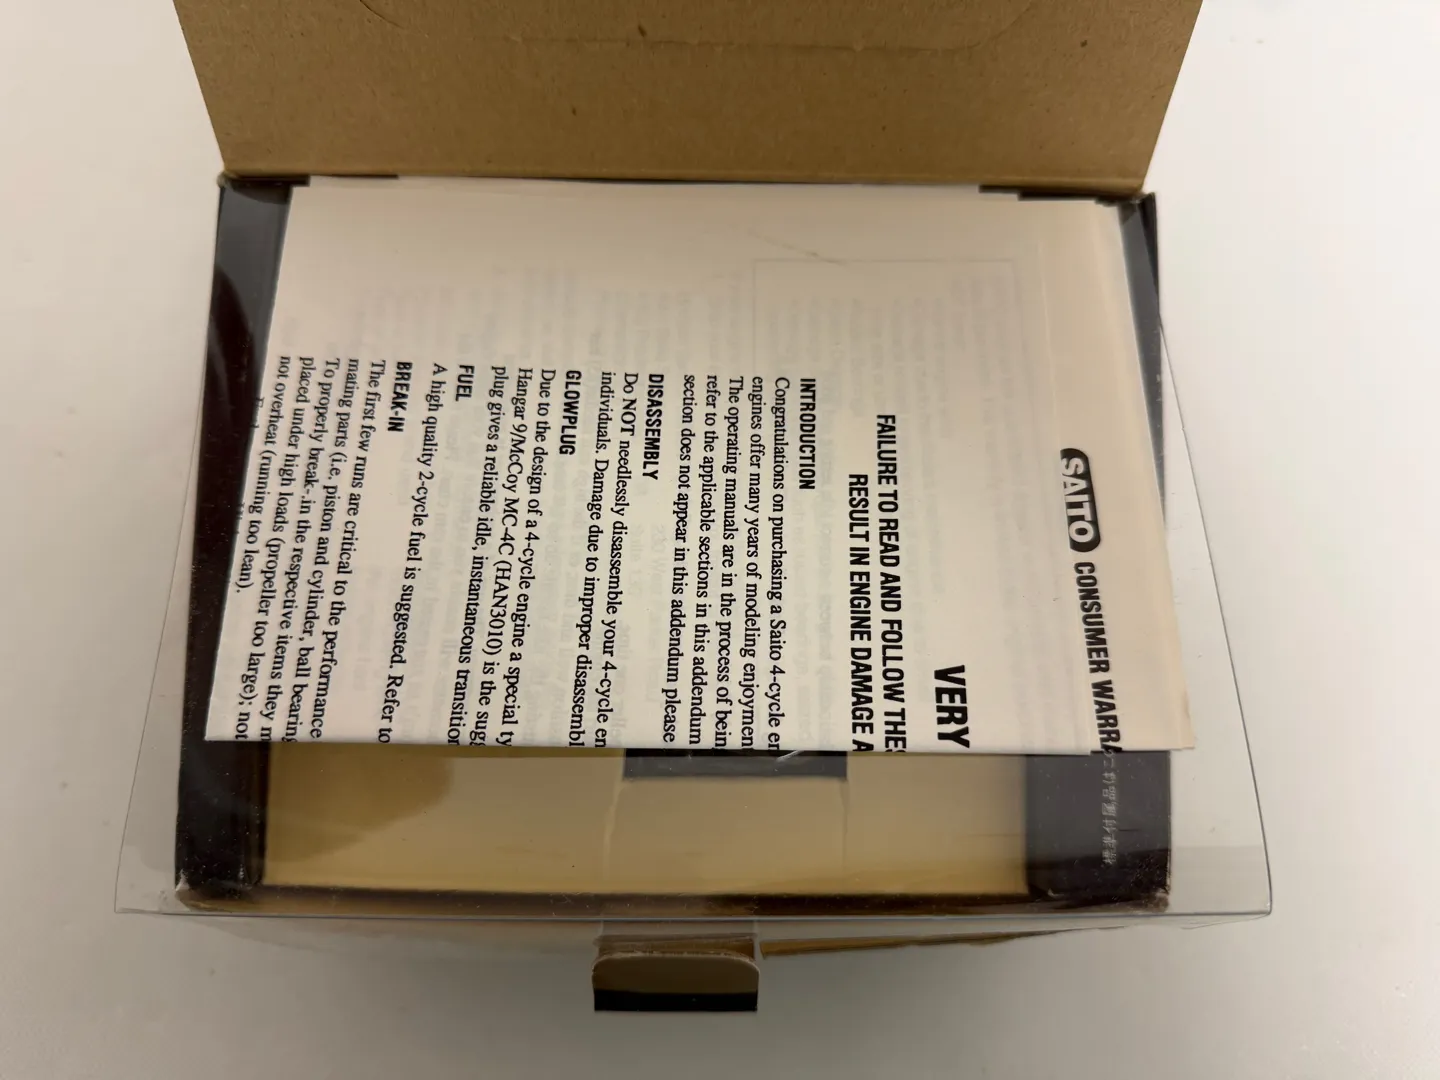 SAITO CONSUMER WARRA
VERY
FAILURE TO READ AND FOLLOW THES
RESULT IN ENGINE DAMAGE A
INTRODUCTION
Congratulations on purchasing a Saito 4-cycle en
engines offer many years of modeling enjoyment
The operating manuals are in the process of bein
refer to the applicable sections in this addendum
section does not appear in this addendum please
DISASSEMBLY
Do NOT needlessly disassemble your 4-cycle en
individuals. Damage due to improper disassembl
GLOWPLUG
Due to the design of a 4-cycle engine a special ty
Hangar 9/McCoy MC-4C (HAN3010) is the sugg
plug gives a reliable idle, instantaneous transition
FUEL
A high quality 2-cycle fuel is suggested. Refer to
BREAK-IN
The first few runs are critical to the performance
mating parts (i.e. piston and cylinder, ball bearing
To properly break-.in the respective items they m
placed under high loads (propeller too large); not
not overheat (running too lean).